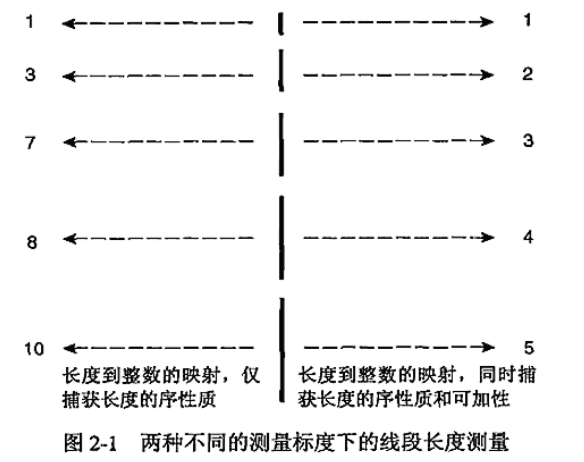 1 1
3 2
7 3
8 4
10 5
长度到整数的映射，仅
捕获长度的序性质
长度到整数的映射，同时捕
获长度的序性质和可加性
图 2-1 两种不同的测量标度下的线段长度测量